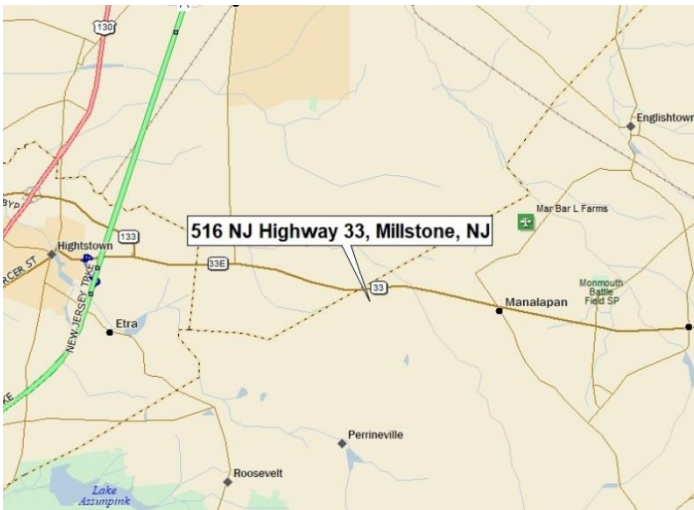 130
Englishtown
Mar Bar L Farms
BYP
133
516 NJ Highway 33, Millstone, NJ
Hightstown
33E
33
RCER ST
NEW JERSEY TPKE
Monmouth
Battle
Field SP
Manalapan
Etra
KE
Perrineville
Roosevelt
Lake
Assunpink